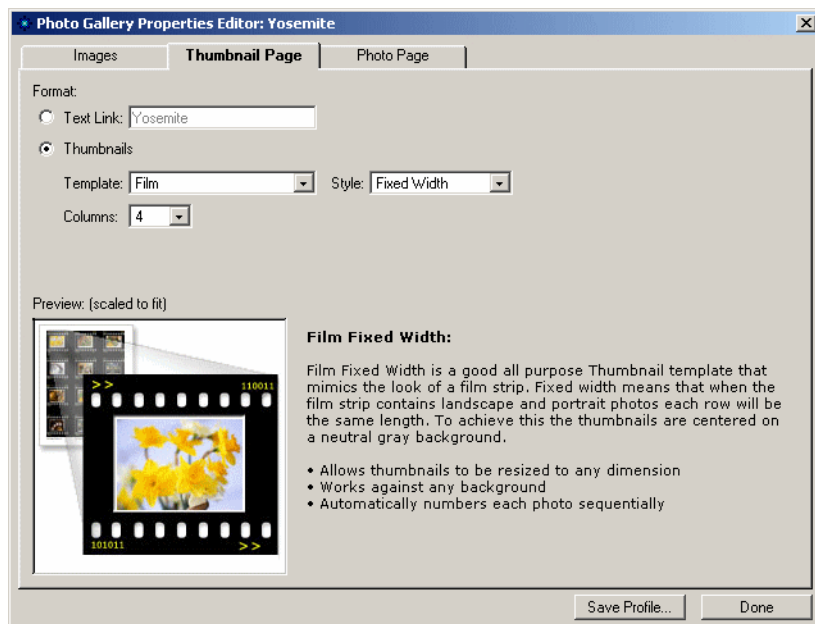 Photo Gallery Properties Editor: Yosemite
Images Thumbnail Page Photo Page
Format:
Text Link: Yosemite
Thumbnails
Template: Film Style: Fixed Width
Columns: 4
Preview: (scaled to fit)
>> 110011
101011 >>
Film Fixed Width:
Film Fixed Width is a good all purpose Thumbnail template that
mimics the look of a film strip. Fixed width means that when the
film strip contains landscape and portrait photos each row will be
the same length. To achieve this the thumbnails are centered on
a neutral gray background.
• Allows thumbnails to be resized to any dimension
• Works against any background
• Automatically numbers each photo sequentially
Save Profile... Done